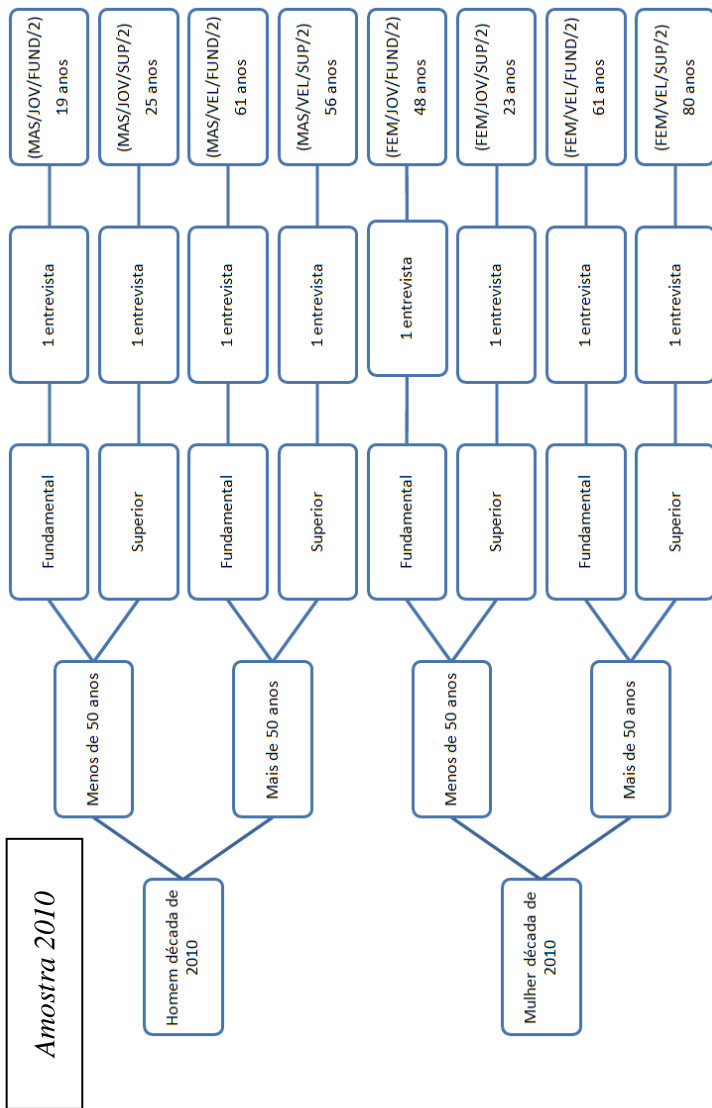 Amostra 2010
Homem década de
2010
Menos de 50 anos
Fundamental
1 entrevista
(MAS/JOV/FUND/2)
19 anos
Superior
1 entrevista
(MAS/JOV/SUP/2)
25 anos
Mais de 50 anos
Fundamental
1 entrevista
(MAS/VEL/FUND/2)
61 anos
Superior
1 entrevista
(MAS/VEL/SUP/2)
56 anos
Mulher década de
2010
Menos de 50 anos
Fundamental
1 entrevista
(FEM/JOV/FUND/2)
48 anos
Superior
1 entrevista
(FEM/JOV/SUP/2)
23 anos
Mais de 50 anos
Fundamental
1 entrevista
(FEM/VEL/FUND/2)
61 anos
Superior
1 entrevista
(FEM/VEL/SUP/2)
80 anos